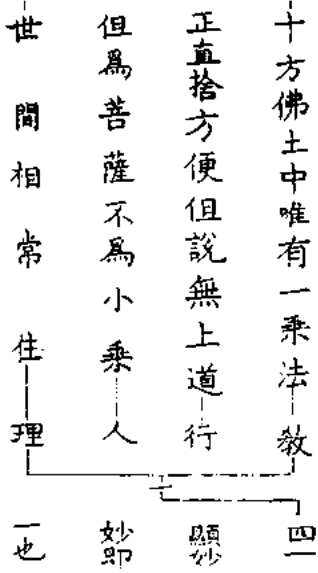 十方佛土中唯有一乘法 教
正直捨方便但說無上道 行
但爲菩薩不爲小乘 人
世間相常住 理
四一
顯妙
妙即
一也